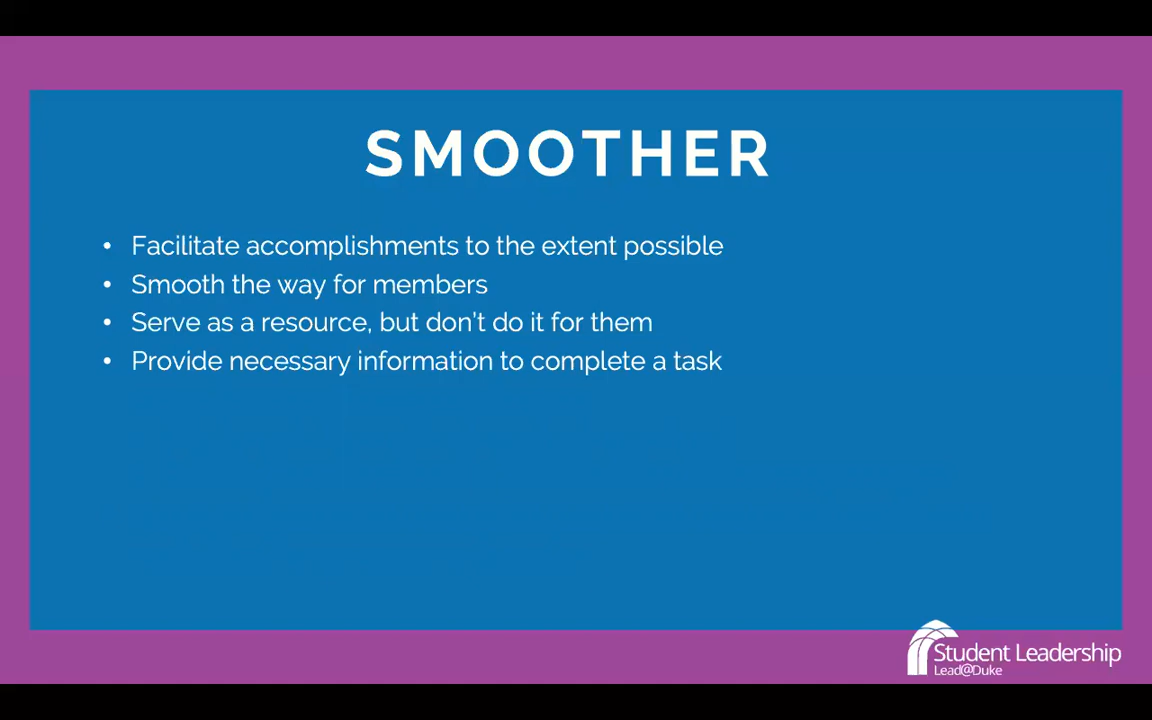 SMOOTHER
• Facilitate accomplishments to the extent possible
• Smooth the way for members
• Serve as a resource, but don't do it for them
• Provide necessary information to complete a task
Student Leadership
Lead@Duke